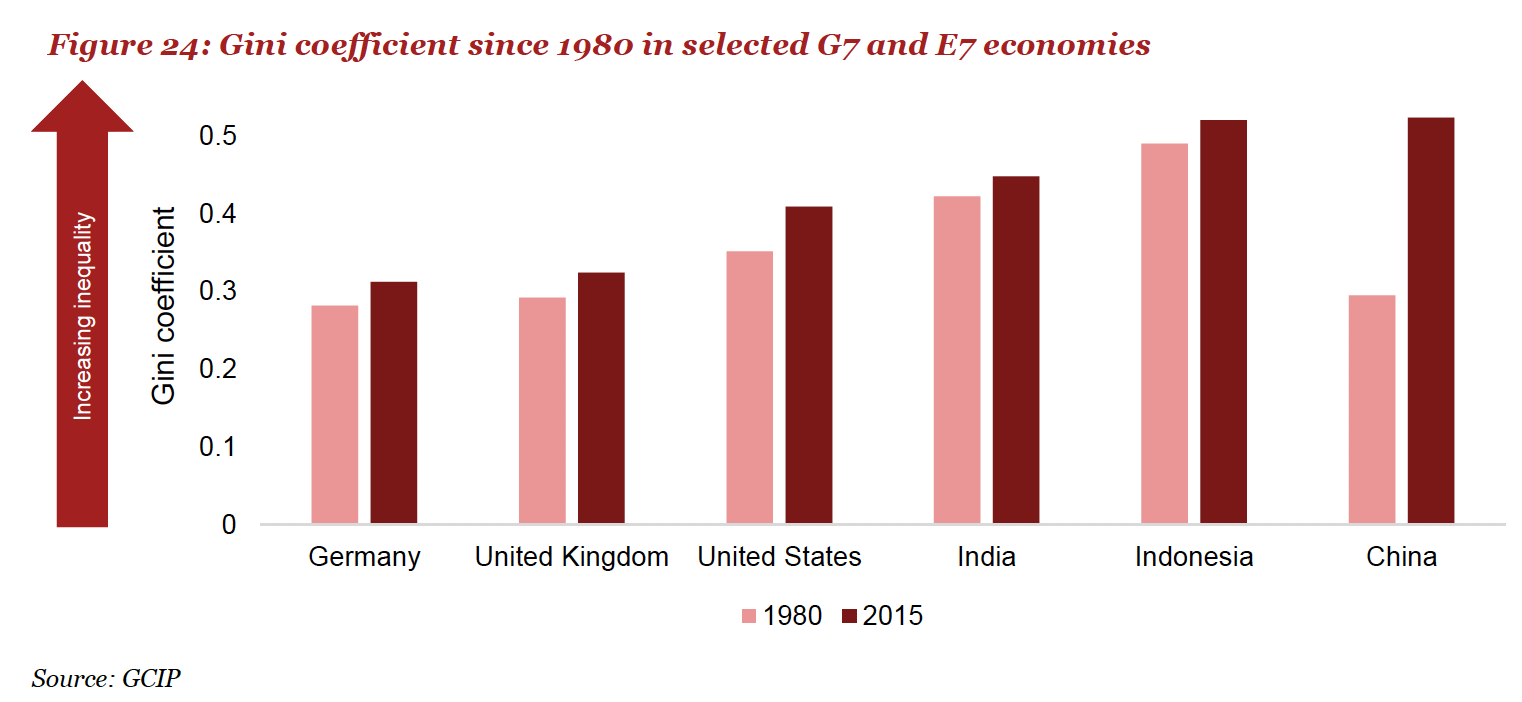 Figure 24: Gini coefficient since 1980 in selected G7 and E7 economies
Increasing inequality
Gini coefficient
0.5
0.4
0.3
0.2
0.1
0
Germany United Kingdom United States India Indonesia China
1980 2015
Source: GCIP